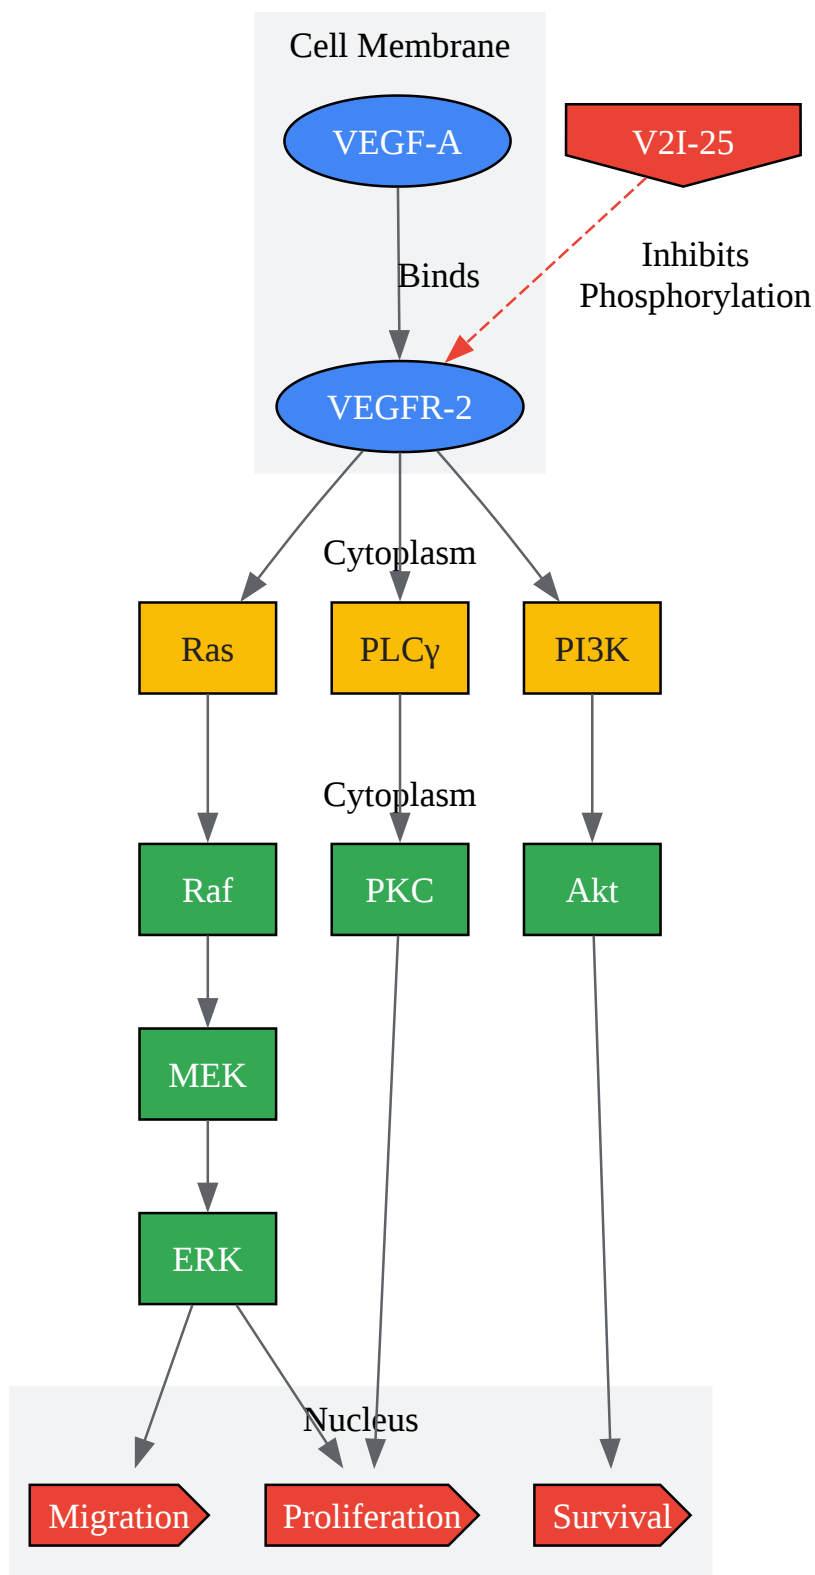 Cell Membrane
VEGF-A
V2I-25
Binds
Inhibits
Phosphorylation
VEGFR-2
Cytoplasm
Ras
PLCγ
PI3K
Cytoplasm
Raf
PKC
Akt
MEK
ERK
Nucleus
Migration
Proliferation
Survival